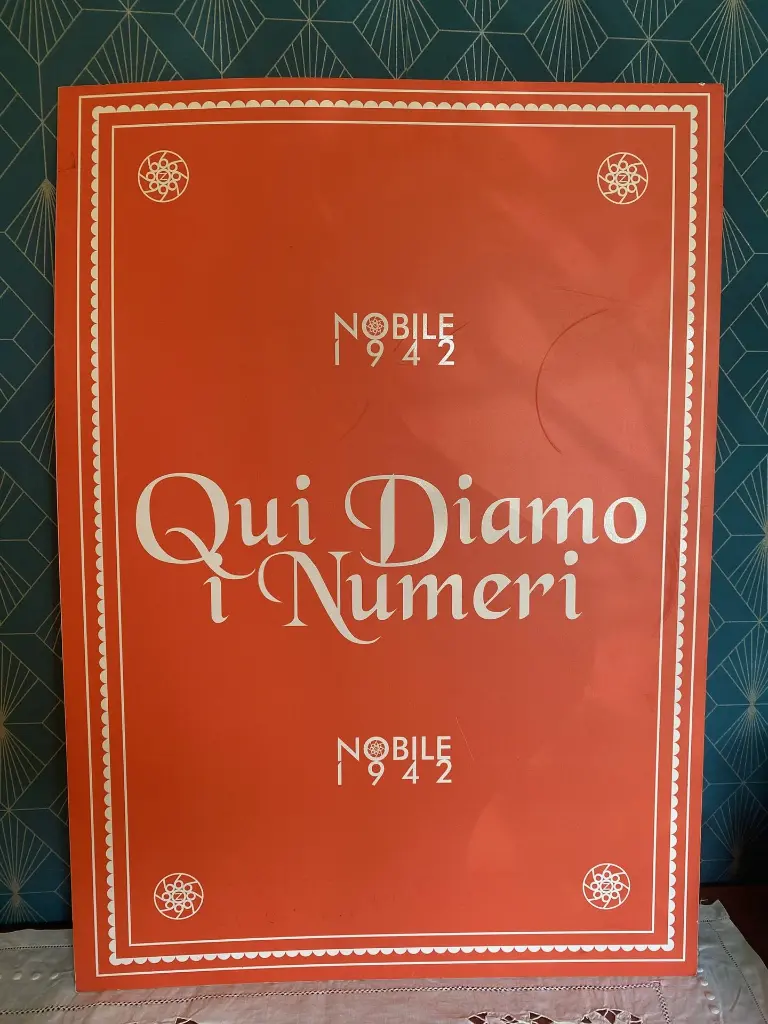 NOBILE
1942
Qui Diamo
i Numeri
NOBILE
1942